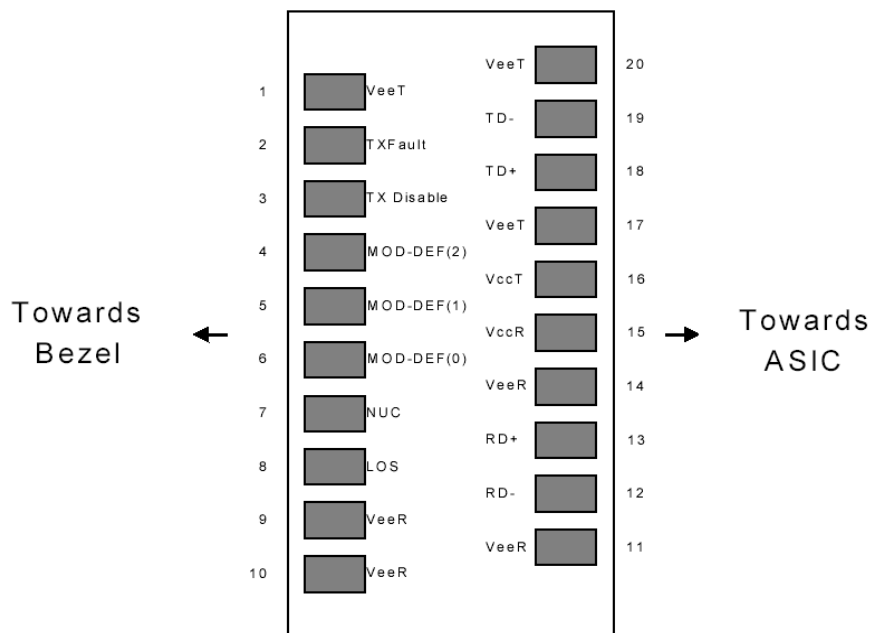 VeeT 20
1 VeeT
TD- 19
2 TXFault
TD+ 18
3 TX Disable
VeeT 17
4 MOD-DEF(2)
VccT 16
5 MOD-DEF(1)
Towards
Bezel
VccR 15
Towards
ASIC
6 MOD-DEF(0)
VeeR 14
7 NUC
RD+ 13
8 LOS
RD- 12
9 VeeR
VeeR 11
10 VeeR